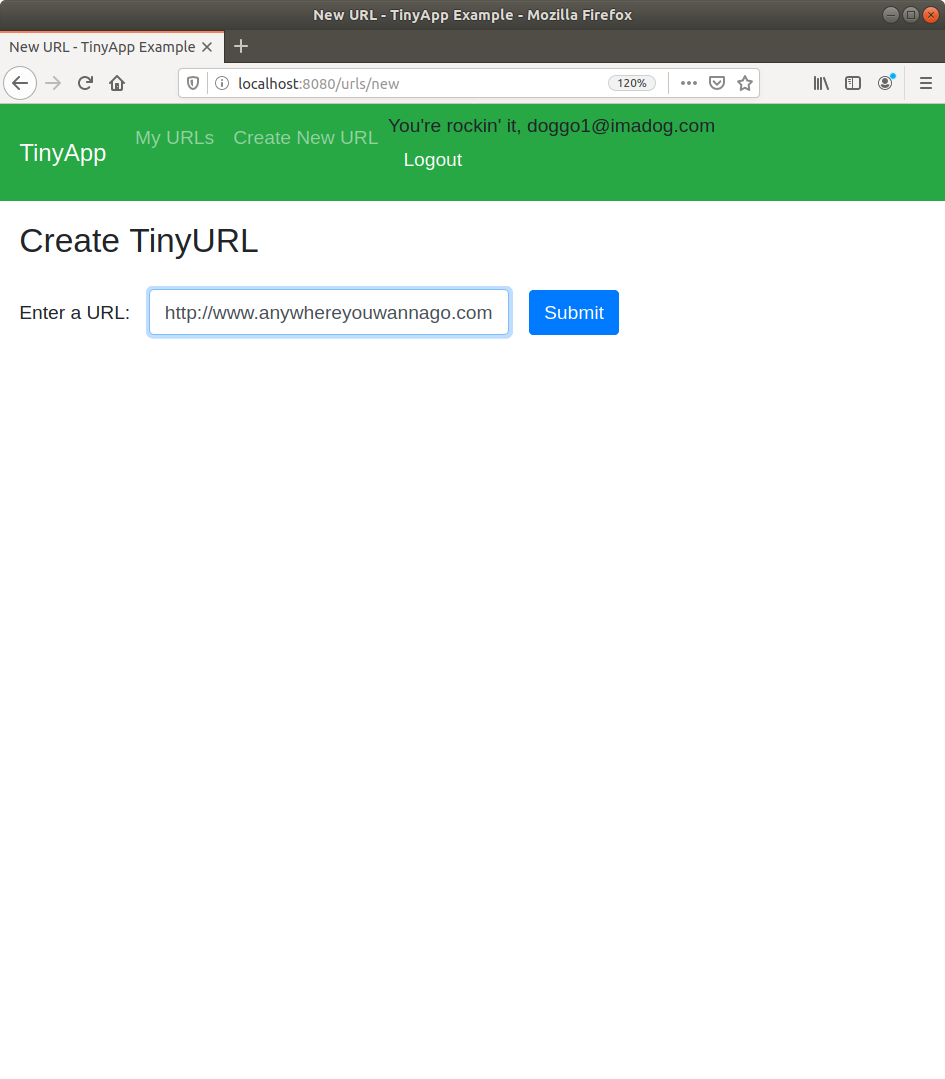 New URL - TinyApp Example - Mozilla Firefox
New URL - TinyApp Example
localhost:8080/urls/new
120%
You're rockin' it, doggo1@imadog.com
My URLs
Create New URL
TinyApp
Logout
Create TinyURL
Enter a URL:
http://www.anywhereyouwannago.com
Submit